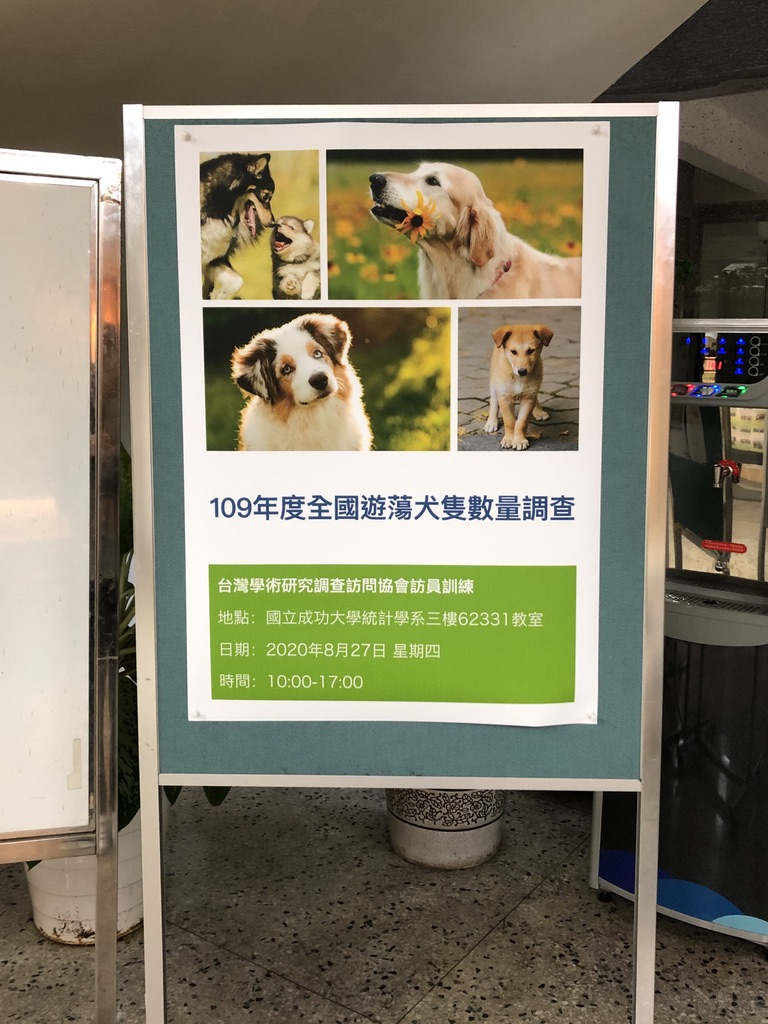 109年度全國遊蕩犬隻數量調查
台灣學術研究調查訪問協會訪員訓練
地點：國立成功大學統計學系三樓62331教室
日期：2020年8月27日 星期四
時間：10:00-17:00